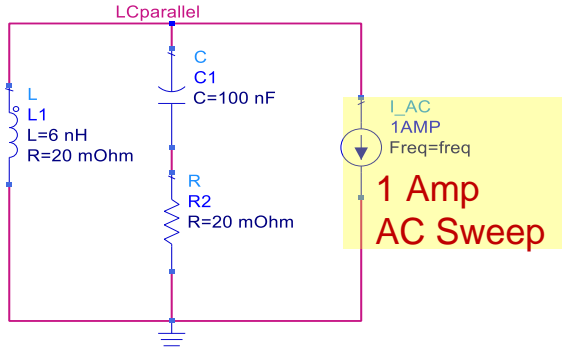 LCparallel
L
L1
L=6 nH
R=20 mOhm
C
C1
C=100 nF
R
R2
R=20 mOhm
I_AC
1AMP
Freq=freq
1 Amp
AC Sweep